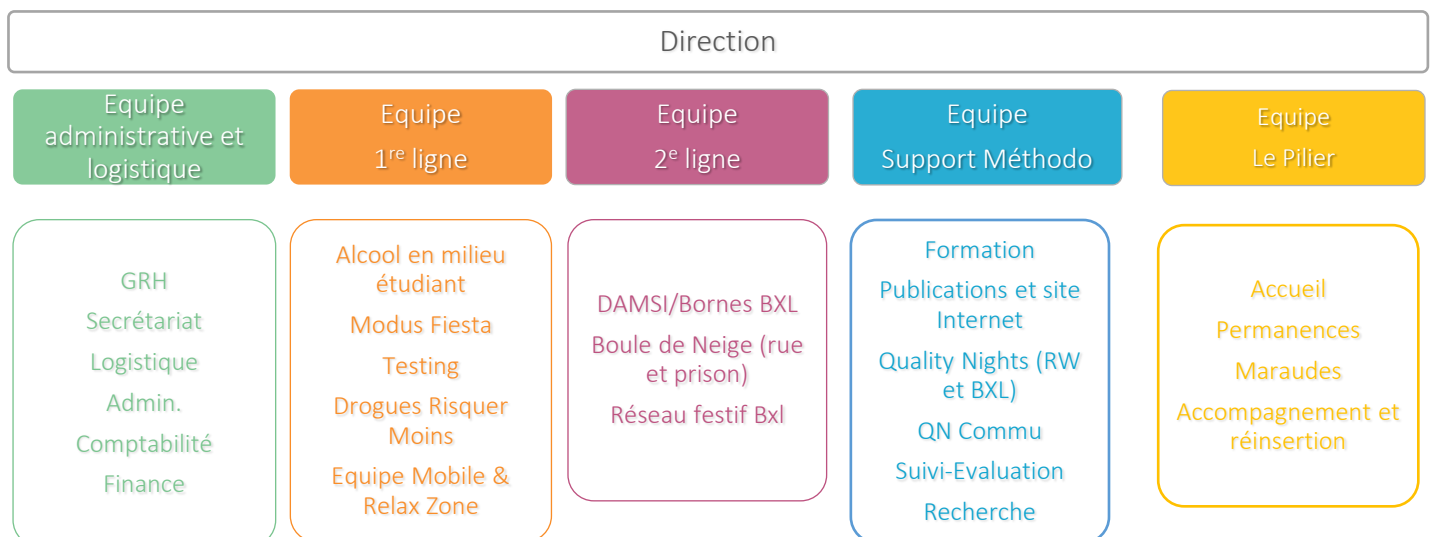 Direction
Equipe
administrative et
logistique
Equipe
1re ligne
Equipe
2e ligne
Equipe
Support Méthodo
Equipe
Le Pilier
GRH
Secrétariat
Logistique
Admin.
Comptabilité
Finance
Alcool en milieu
étudiant
Modus Fiesta
Testing
Drogues Risquer
Moins
Equipe Mobile &
Relax Zone
DAMSI/Bornes BXL
Boule de Neige (rue
et prison)
Réseau festif Bxl
Formation
Publications et site
Internet
Quality Nights (RW
et BXL)
QN Commu
Suivi-Evaluation
Recherche
Accueil
Permanences
Maraudes
Accompagnement et
réinsertion